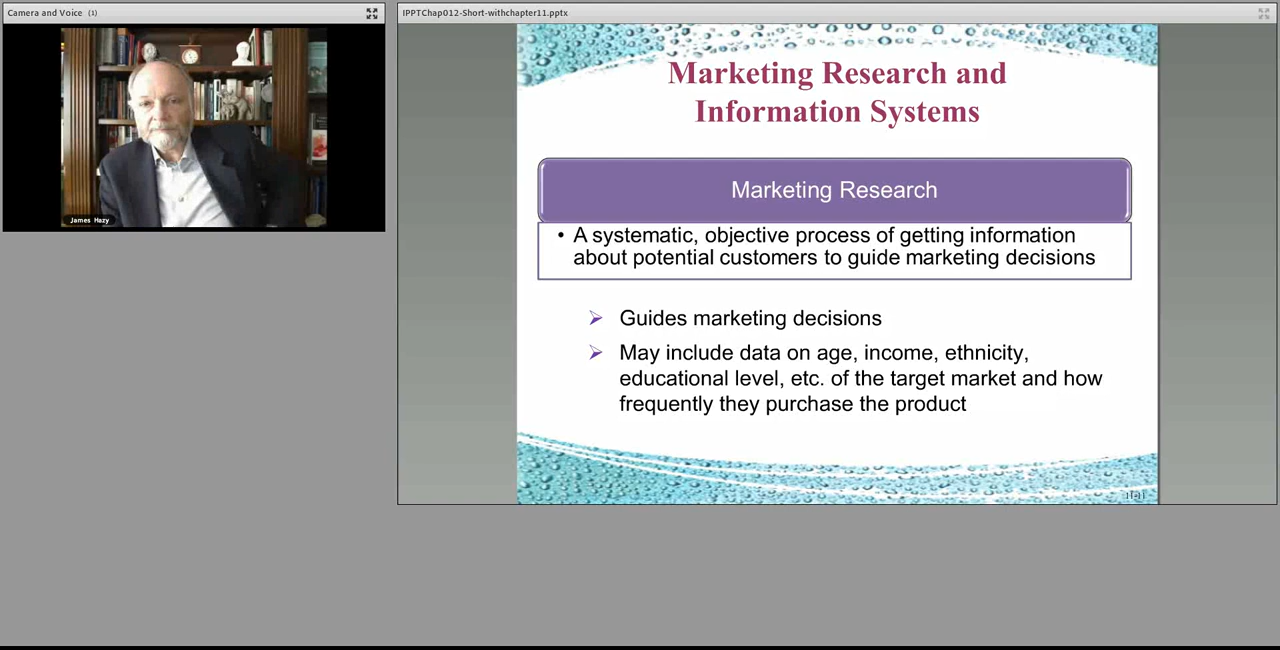 Camera and Voice (1)
James Hazy
IPPTChap012-Short-withchapter11.pptx
Marketing Research and
Information Systems
Marketing Research
• A systematic, objective process of getting information
about potential customers to guide marketing decisions
➢ Guides marketing decisions
➢ May include data on age, income, ethnicity,
educational level, etc. of the target market and how
frequently they purchase the product
11-11